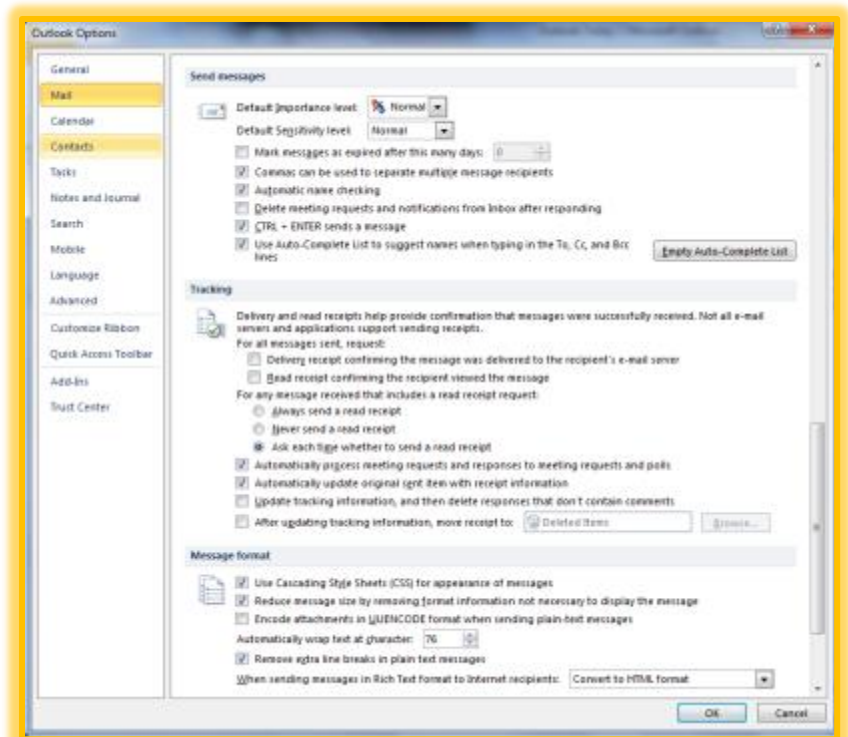 Outlook Options
General
Mail
Calendar
Contacts
Tasks
Notes and Journal
Search
Mobile
Language
Advanced
Customize Ribbon
Quick Access Toolbar
Add-Ins
Trust Center
Send messages
Default Importance level: Normal
Default Sensitivity level: Normal
Mark messages as expired after this many days: 0
Commas can be used to separate multiple message recipients
Automatic name checking
Delete meeting requests and notifications from Inbox after responding
CTRL + ENTER sends a message
Use Auto-Complete List to suggest names when typing in the To, Cc, and Bcc
lines
Empty Auto-Complete List
Tracking
Delivery and read receipts help provide confirmation that messages were successfully received. Not all e-mail
servers and applications support sending receipts.
For all messages sent, request:
Delivery receipt confirming the message was delivered to the recipient's e-mail server
Read receipt confirming the recipient viewed the message
For any message received that includes a read receipt request:
Always send a read receipt
Never send a read receipt
Ask each time whether to send a read receipt
Automatically process meeting requests and responses to meeting requests and polls
Automatically update original sent item with receipt information
Update tracking information, and then delete responses that don't contain comments
After updating tracking information, move receipt to: Deleted Items Browse...
Message format
Use Cascading Style Sheets (CSS) for appearance of messages
Reduce message size by removing format information not necessary to display the message
Encode attachments in UUENCODE format when sending plain-text messages
Automatically wrap text at character: 76
Remove extra line breaks in plain text messages
When sending messages in Rich Text format to Internet recipients: Convert to HTML format
OK Cancel